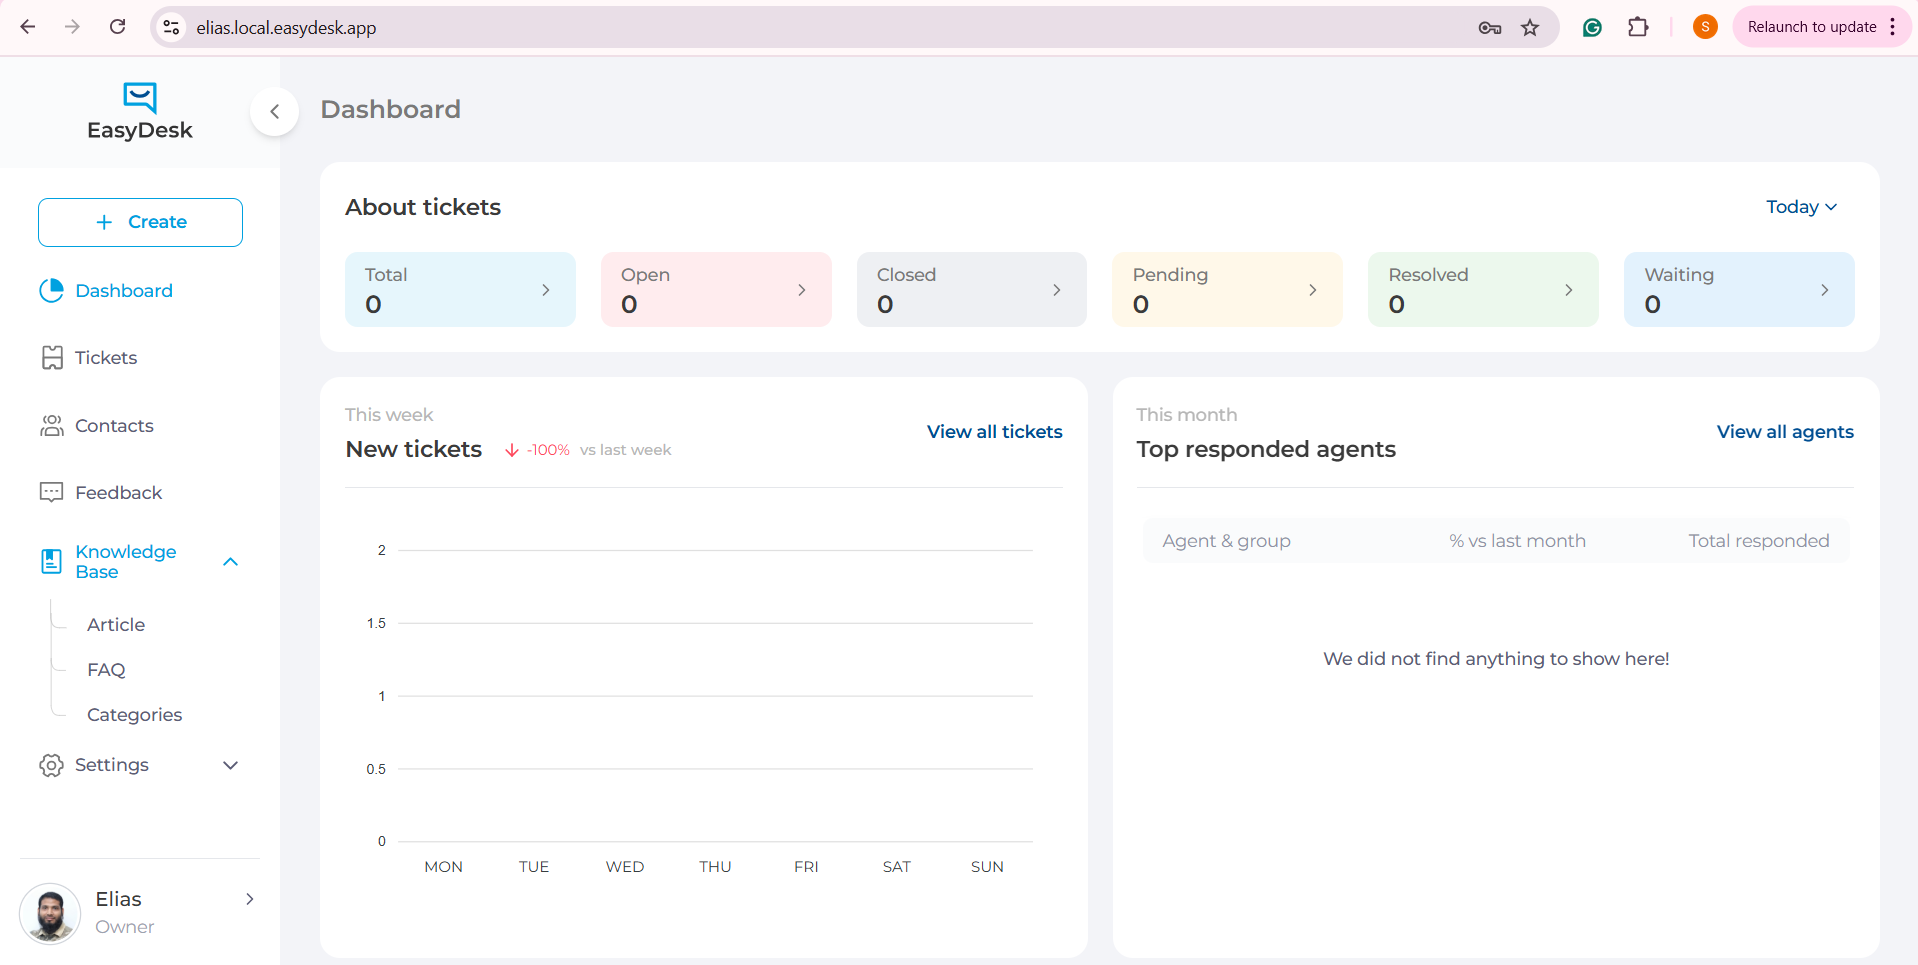 elias.local.easydesk.app
S
Relaunch to update
EasyDesk
Create
Dashboard
Tickets
Contacts
Feedback
Knowledge
Base
Article
FAQ
Categories
Settings
Elias
Owner
Dashboard
About tickets
Today
Total
0
Open
0
Closed
0
Pending
0
Resolved
0
Waiting
0
This week
New tickets -100% vs last week
View all tickets
2
1.5
1
0.5
0
MON TUE WED THU FRI SAT SUN
This month
Top responded agents
View all agents
Agent & group % vs last month Total responded
We did not find anything to show here!